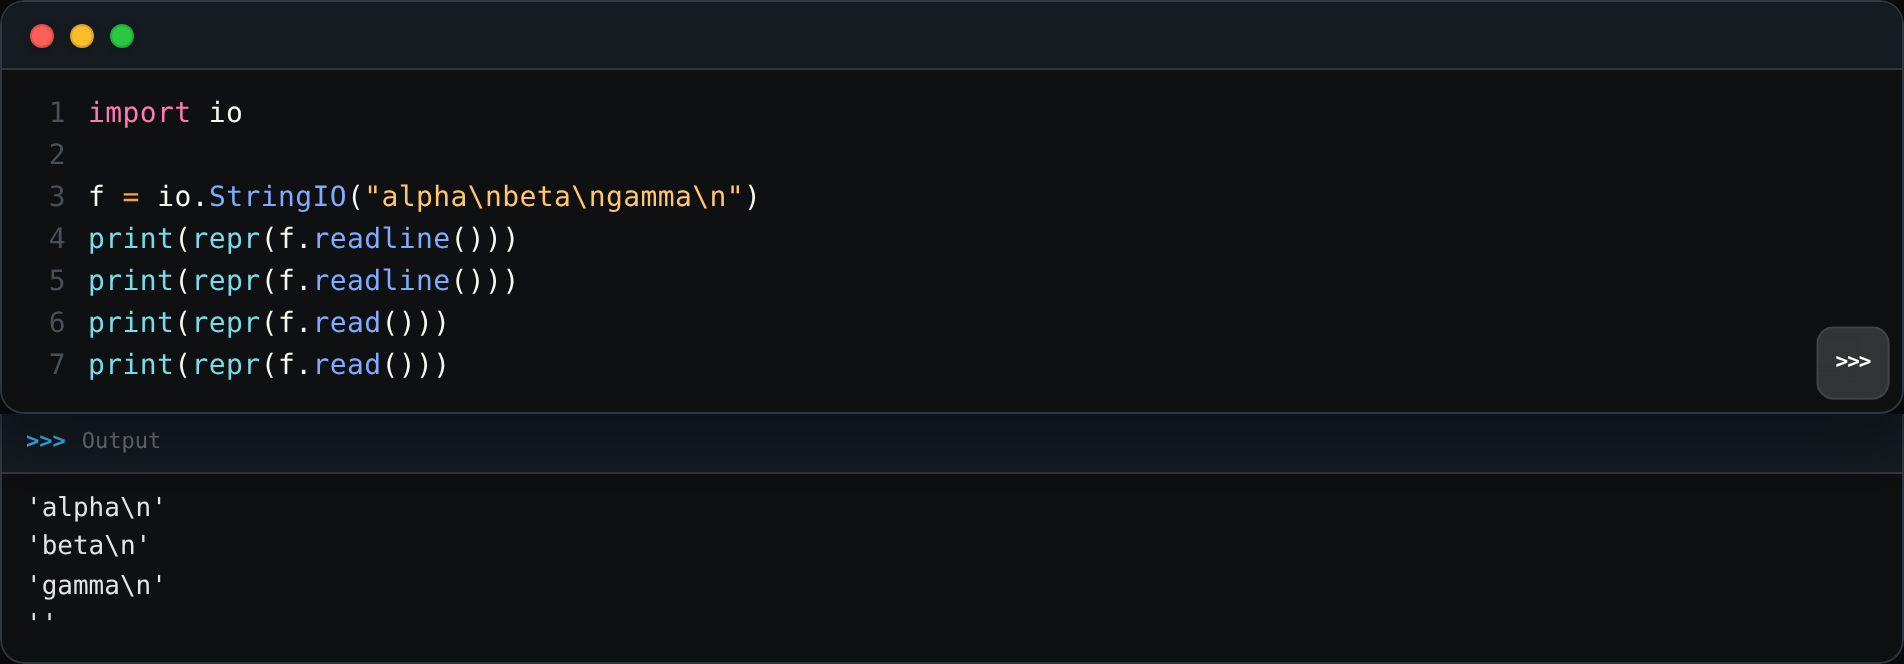 1 import io
2
3 f = io.StringIO("alpha\nbeta\ngamma\n")
4 print(repr(f.readline()))
5 print(repr(f.readline()))
6 print(repr(f.read()))
7 print(repr(f.read()))
>>>
>>> Output
'alpha\n'
'beta\n'
'gamma\n'
''